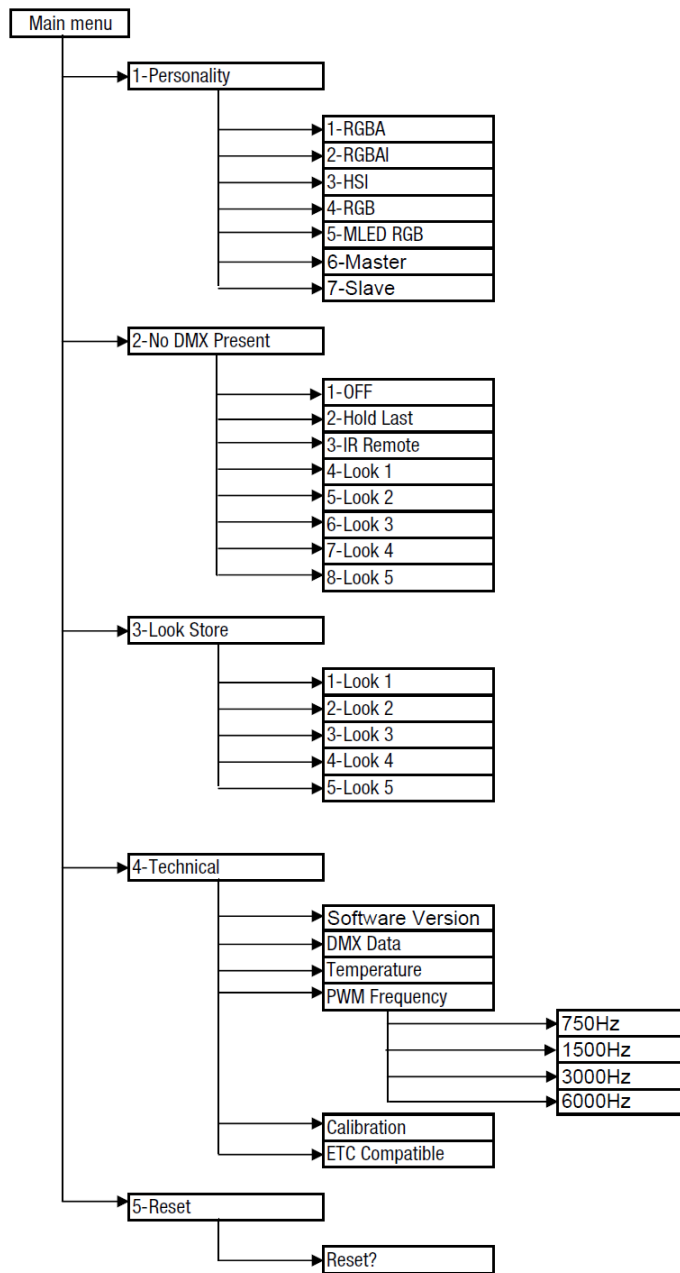 Main menu
1-Personality
1-RGBA
2-RGBAI
3-HSI
4-RGB
5-MLED RGB
6-Master
7-Slave
2-No DMX Present
1-OFF
2-Hold Last
3-IR Remote
4-Look 1
5-Look 2
6-Look 3
7-Look 4
8-Look 5
3-Look Store
1-Look 1
2-Look 2
3-Look 3
4-Look 4
5-Look 5
4-Technical
Software Version
DMX Data
Temperature
PWM Frequency
750Hz
1500Hz
3000Hz
6000Hz
Calibration
ETC Compatible
5-Reset
Reset?